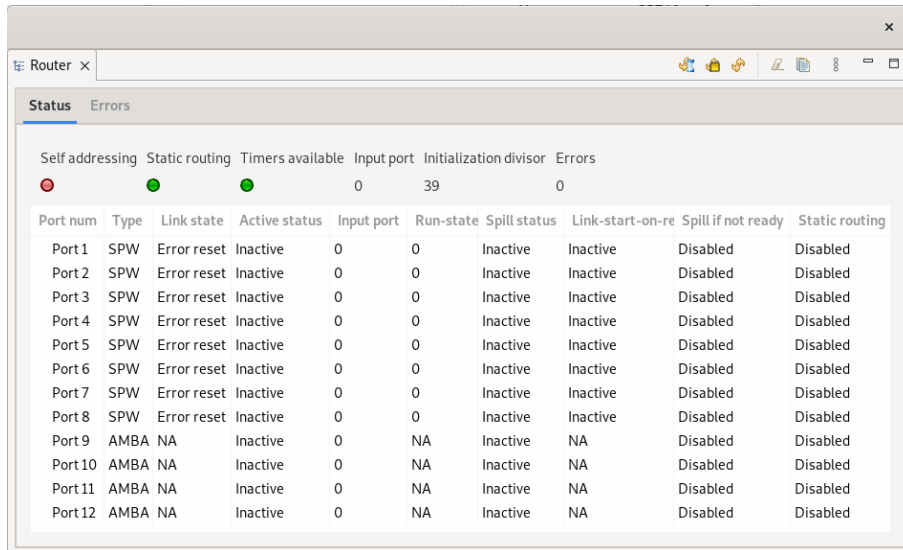 Router
Status Errors
Self addressing Static routing Timers available Input port Initialization divisor Errors
0 39 0
Port num Type Link state Active status Input port Run-state Spill status Link-start-on-re Spill if not ready Static routing
Port 1 SPW Error reset Inactive 0 0 Inactive Inactive Disabled Disabled
Port 2 SPW Error reset Inactive 0 0 Inactive Inactive Disabled Disabled
Port 3 SPW Error reset Inactive 0 0 Inactive Inactive Disabled Disabled
Port 4 SPW Error reset Inactive 0 0 Inactive Inactive Disabled Disabled
Port 5 SPW Error reset Inactive 0 0 Inactive Inactive Disabled Disabled
Port 6 SPW Error reset Inactive 0 0 Inactive Inactive Disabled Disabled
Port 7 SPW Error reset Inactive 0 0 Inactive Inactive Disabled Disabled
Port 8 SPW Error reset Inactive 0 0 Inactive Inactive Disabled Disabled
Port 9 AMBA NA Inactive 0 NA Inactive NA Disabled Disabled
Port 10 AMBA NA Inactive 0 NA Inactive NA Disabled Disabled
Port 11 AMBA NA Inactive 0 NA Inactive NA Disabled Disabled
Port 12 AMBA NA Inactive 0 NA Inactive NA Disabled Disabled